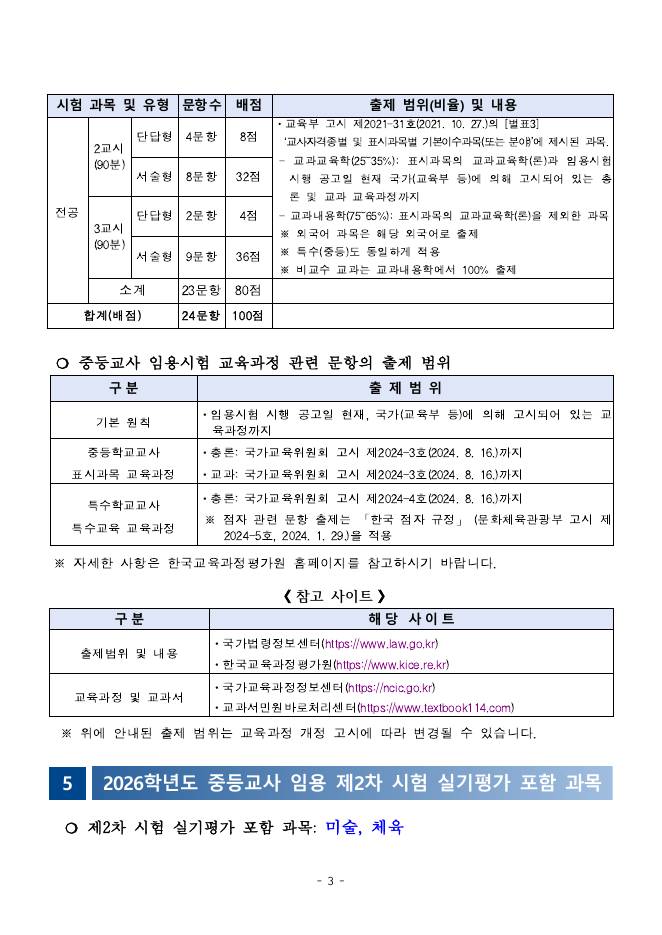 시험 과목 및 유형 문항수 배점 출제 범위(비율) 및 내용
전공
2교시
(90분)
단답형 4문항 8점
서술형 8문항 32점
3교시
(90분)
단답형 2문항 4점
서술형 9문항 36점
・교육부 고시 제2021-31호(2021. 10. 27.)의 [별표3]
'교사자격종별 및 표시과목별 기본이수과목(또는 분야)'에 제시된 과목.
- 교과교육학(25~35%): 표시과목의 교과교육학(론)과 임용시험
시행 공고일 현재 국가(교육부 등)에 의해 고시되어 있는 총
론 및 교과 교육과정까지
- 교과내용학(75~65%): 표시과목의 교과교육학(론)을 제외한 과목
※ 외국어 과목은 해당 외국어로 출제
※ 특수(중등)도 동일하게 적용
※ 비교수 교과는 교과내용학에서 100% 출제
소계 23문항 80점
합계(배점) 24문항 100점
❍ 중등교사 임용시험 교육과정 관련 문항의 출제 범위
구분 출제범위
기본 원칙
・임용시험 시행 공고일 현재, 국가(교육부 등)에 의해 고시되어 있는 교
육과정까지
중등학교교사
표시과목 교육과정
・총론: 국가교육위원회 고시 제2024-3호(2024. 8. 16.)까지
・교과: 국가교육위원회 고시 제2024-3호(2024. 8. 16.)까지
특수학교교사
특수교육 교육과정
・총론: 국가교육위원회 고시 제2024-4호(2024. 8. 16.)까지
※ 점자 관련 문항 출제는 「한국 점자 규정」 (문화체육관광부 고시 제
2024-5호, 2024. 1. 29.)을 적용
※ 자세한 사항은 한국교육과정평가원 홈페이지를 참고하시기 바랍니다.
《 참고 사이트 》
구분 해당 사이트
출제범위 및 내용
・국가법령정보센터(https://www.law.go.kr)
・한국교육과정평가원(https://www.kice.re.kr)
교육과정 및 교과서
・국가교육과정정보센터(https://ncic.go.kr)
・교과서민원바로처리센터(https://www.textbook114.com)
※ 위에 안내된 출제 범위는 교육과정 개정 고시에 따라 변경될 수 있습니다.
5 2026학년도 중등교사 임용 제2차 시험 실기평가 포함 과목
❍ 제2차 시험 실기평가 포함 과목: 미술, 체육
- 3 -